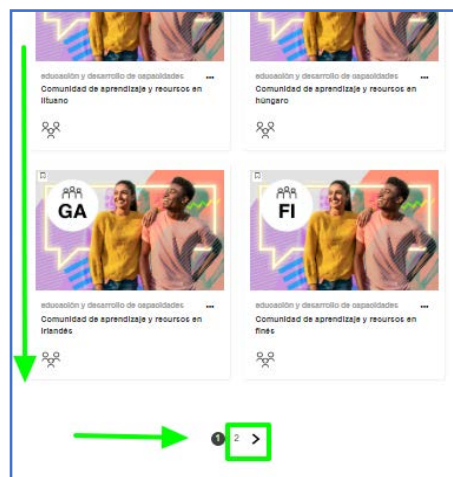 educación y desarrollo de capacidades
...
Comunidad de aprendizaje y recursos en
lituano
educación y desarrollo de capacidades
...
Comunidad de aprendizaje y recursos en
húngaro
GA
educación y desarrollo de capacidades
...
Comunidad de aprendizaje y recursos en
irlandés
FI
educación y desarrollo de capacidades
...
Comunidad de aprendizaje y recursos en
finés
1 2 >